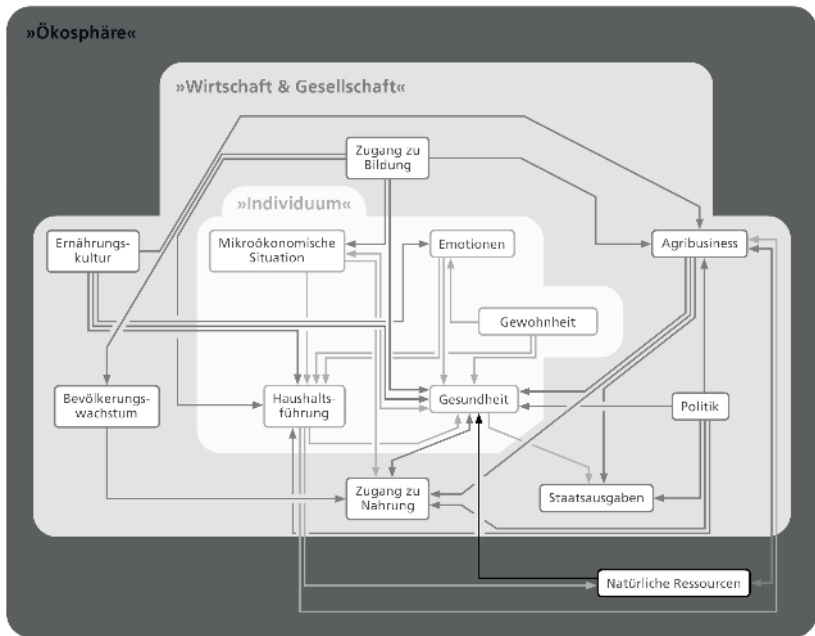 »Ökosphäre«
»Wirtschaft & Gesellschaft«
Zugang zu
Bildung
»Individuum«
Ernährungs-
kultur
Mikroökonomische
Situation
Emotionen
Agribusiness
Gewohnheit
Bevölkerungs-
wachstum
Haushalts-
führung
Gesundheit
Politik
Zugang zu
Nahrung
Staatsausgaben
Natürliche Ressourcen